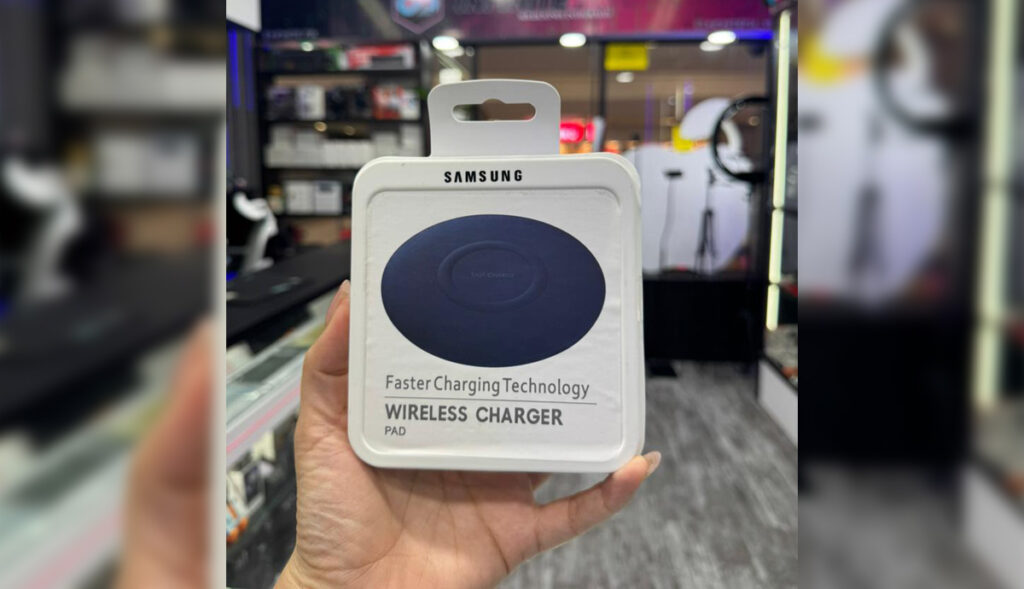 SAMSUNG
Faster Charging Technology
WIRELESS CHARGER
PAD